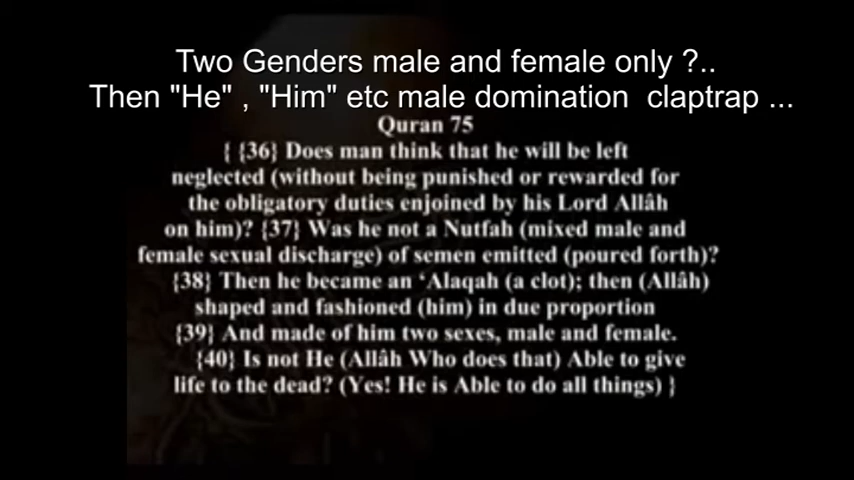 Two Genders male and female only ?..
Then "He" , "Him" etc male domination  claptrap ...
Quran 75
{ {36} Does man think that he will be left
neglected (without being punished or rewarded for
the obligatory duties enjoined by his Lord Allâh
on him)? {37} Was he not a Nutfah (mixed male and
female sexual discharge) of semen emitted (poured forth)?
{38} Then he became an ‘Alaqah (a clot); then (Allâh)
shaped and fashioned (him) in due proportion
{39} And made of him two sexes, male and female.
{40} Is not He (Allâh Who does that) Able to give
life to the dead? (Yes! He is Able to do all things) }